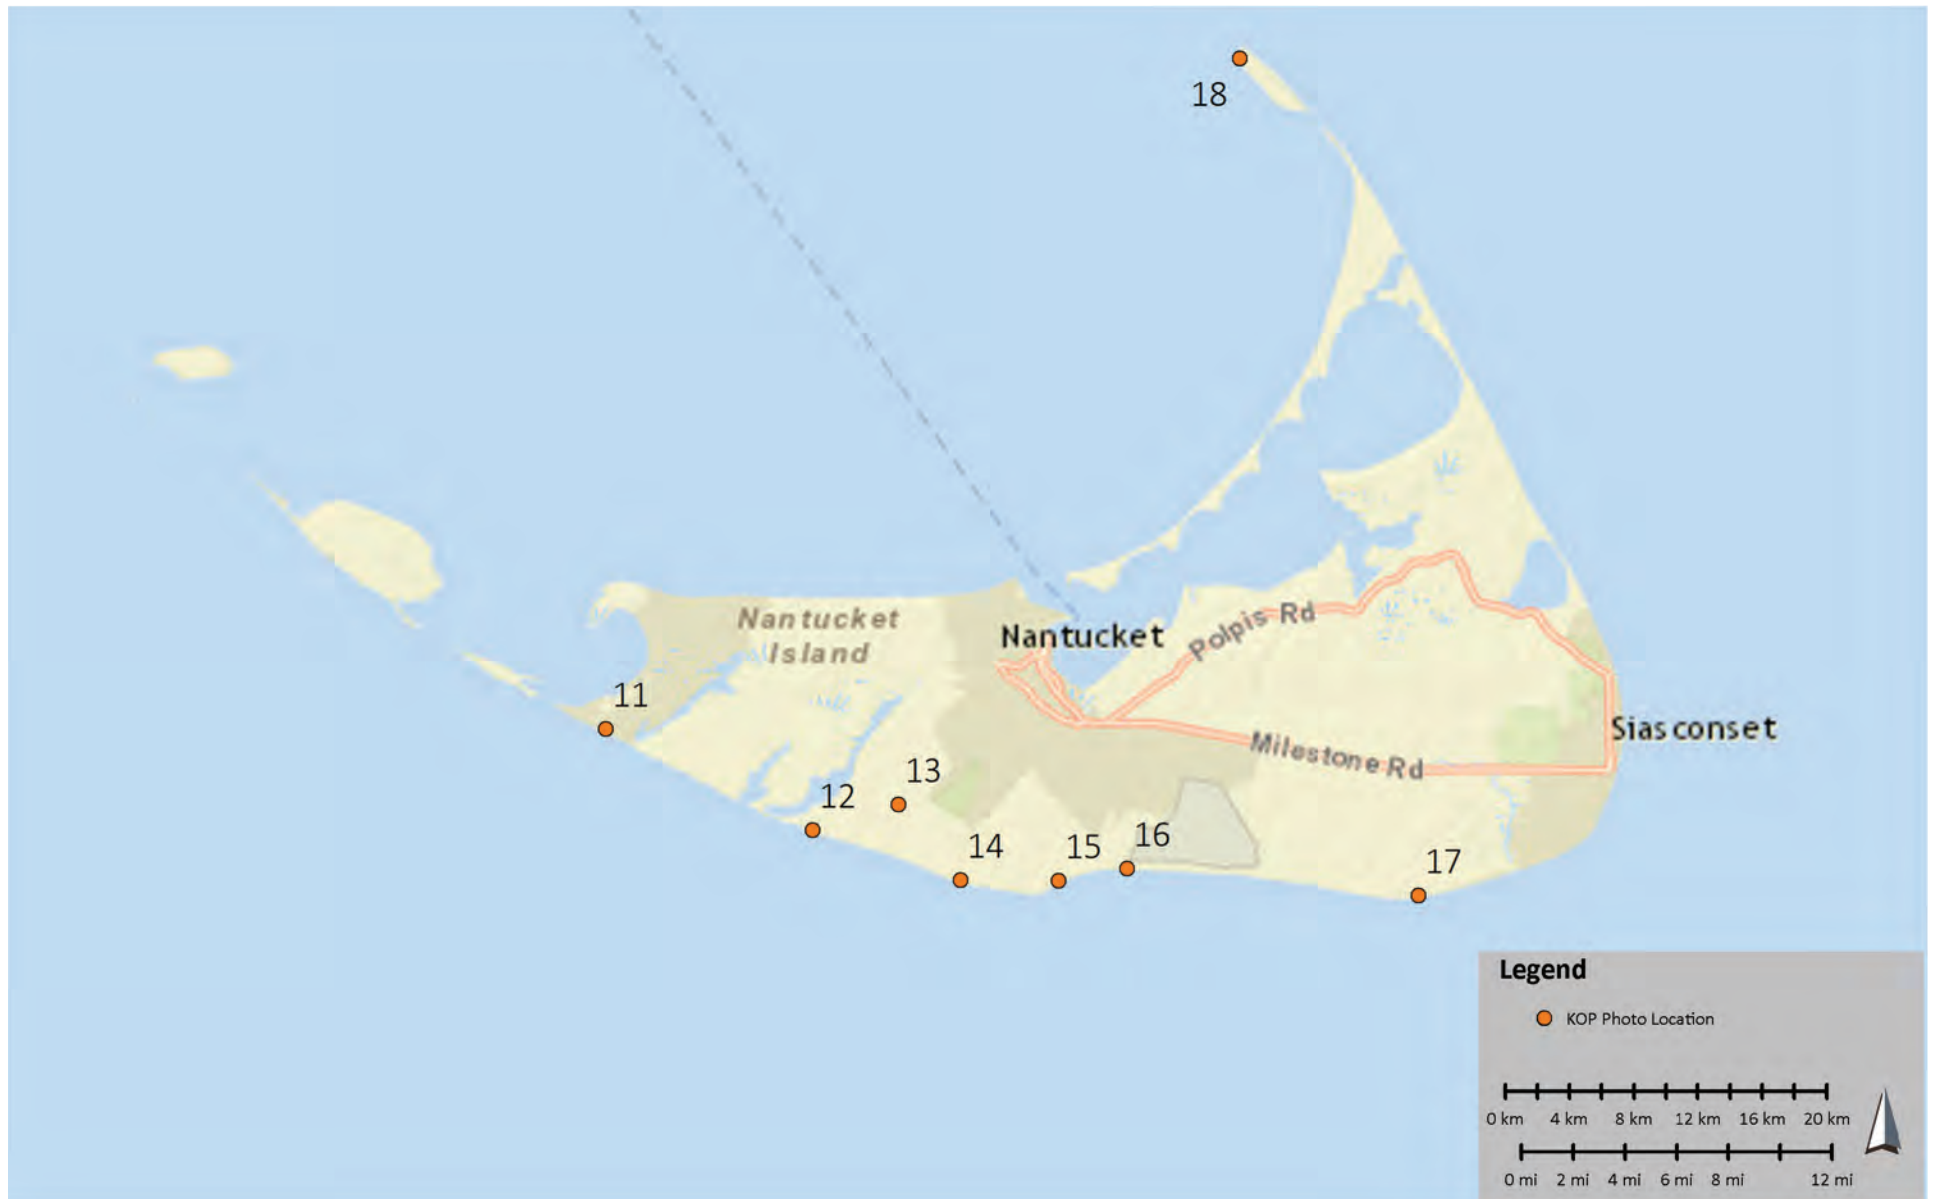 18
Nantucket
Island
Nantucket
Polpis Rd
11
Siasconset
Milestone Rd
13
12
14
15
16
17
Legend
KOP Photo Location
0 km 4 km 8 km 12 km 16 km 20 km
0 mi 2 mi 4 mi 6 mi 8 mi 12 mi